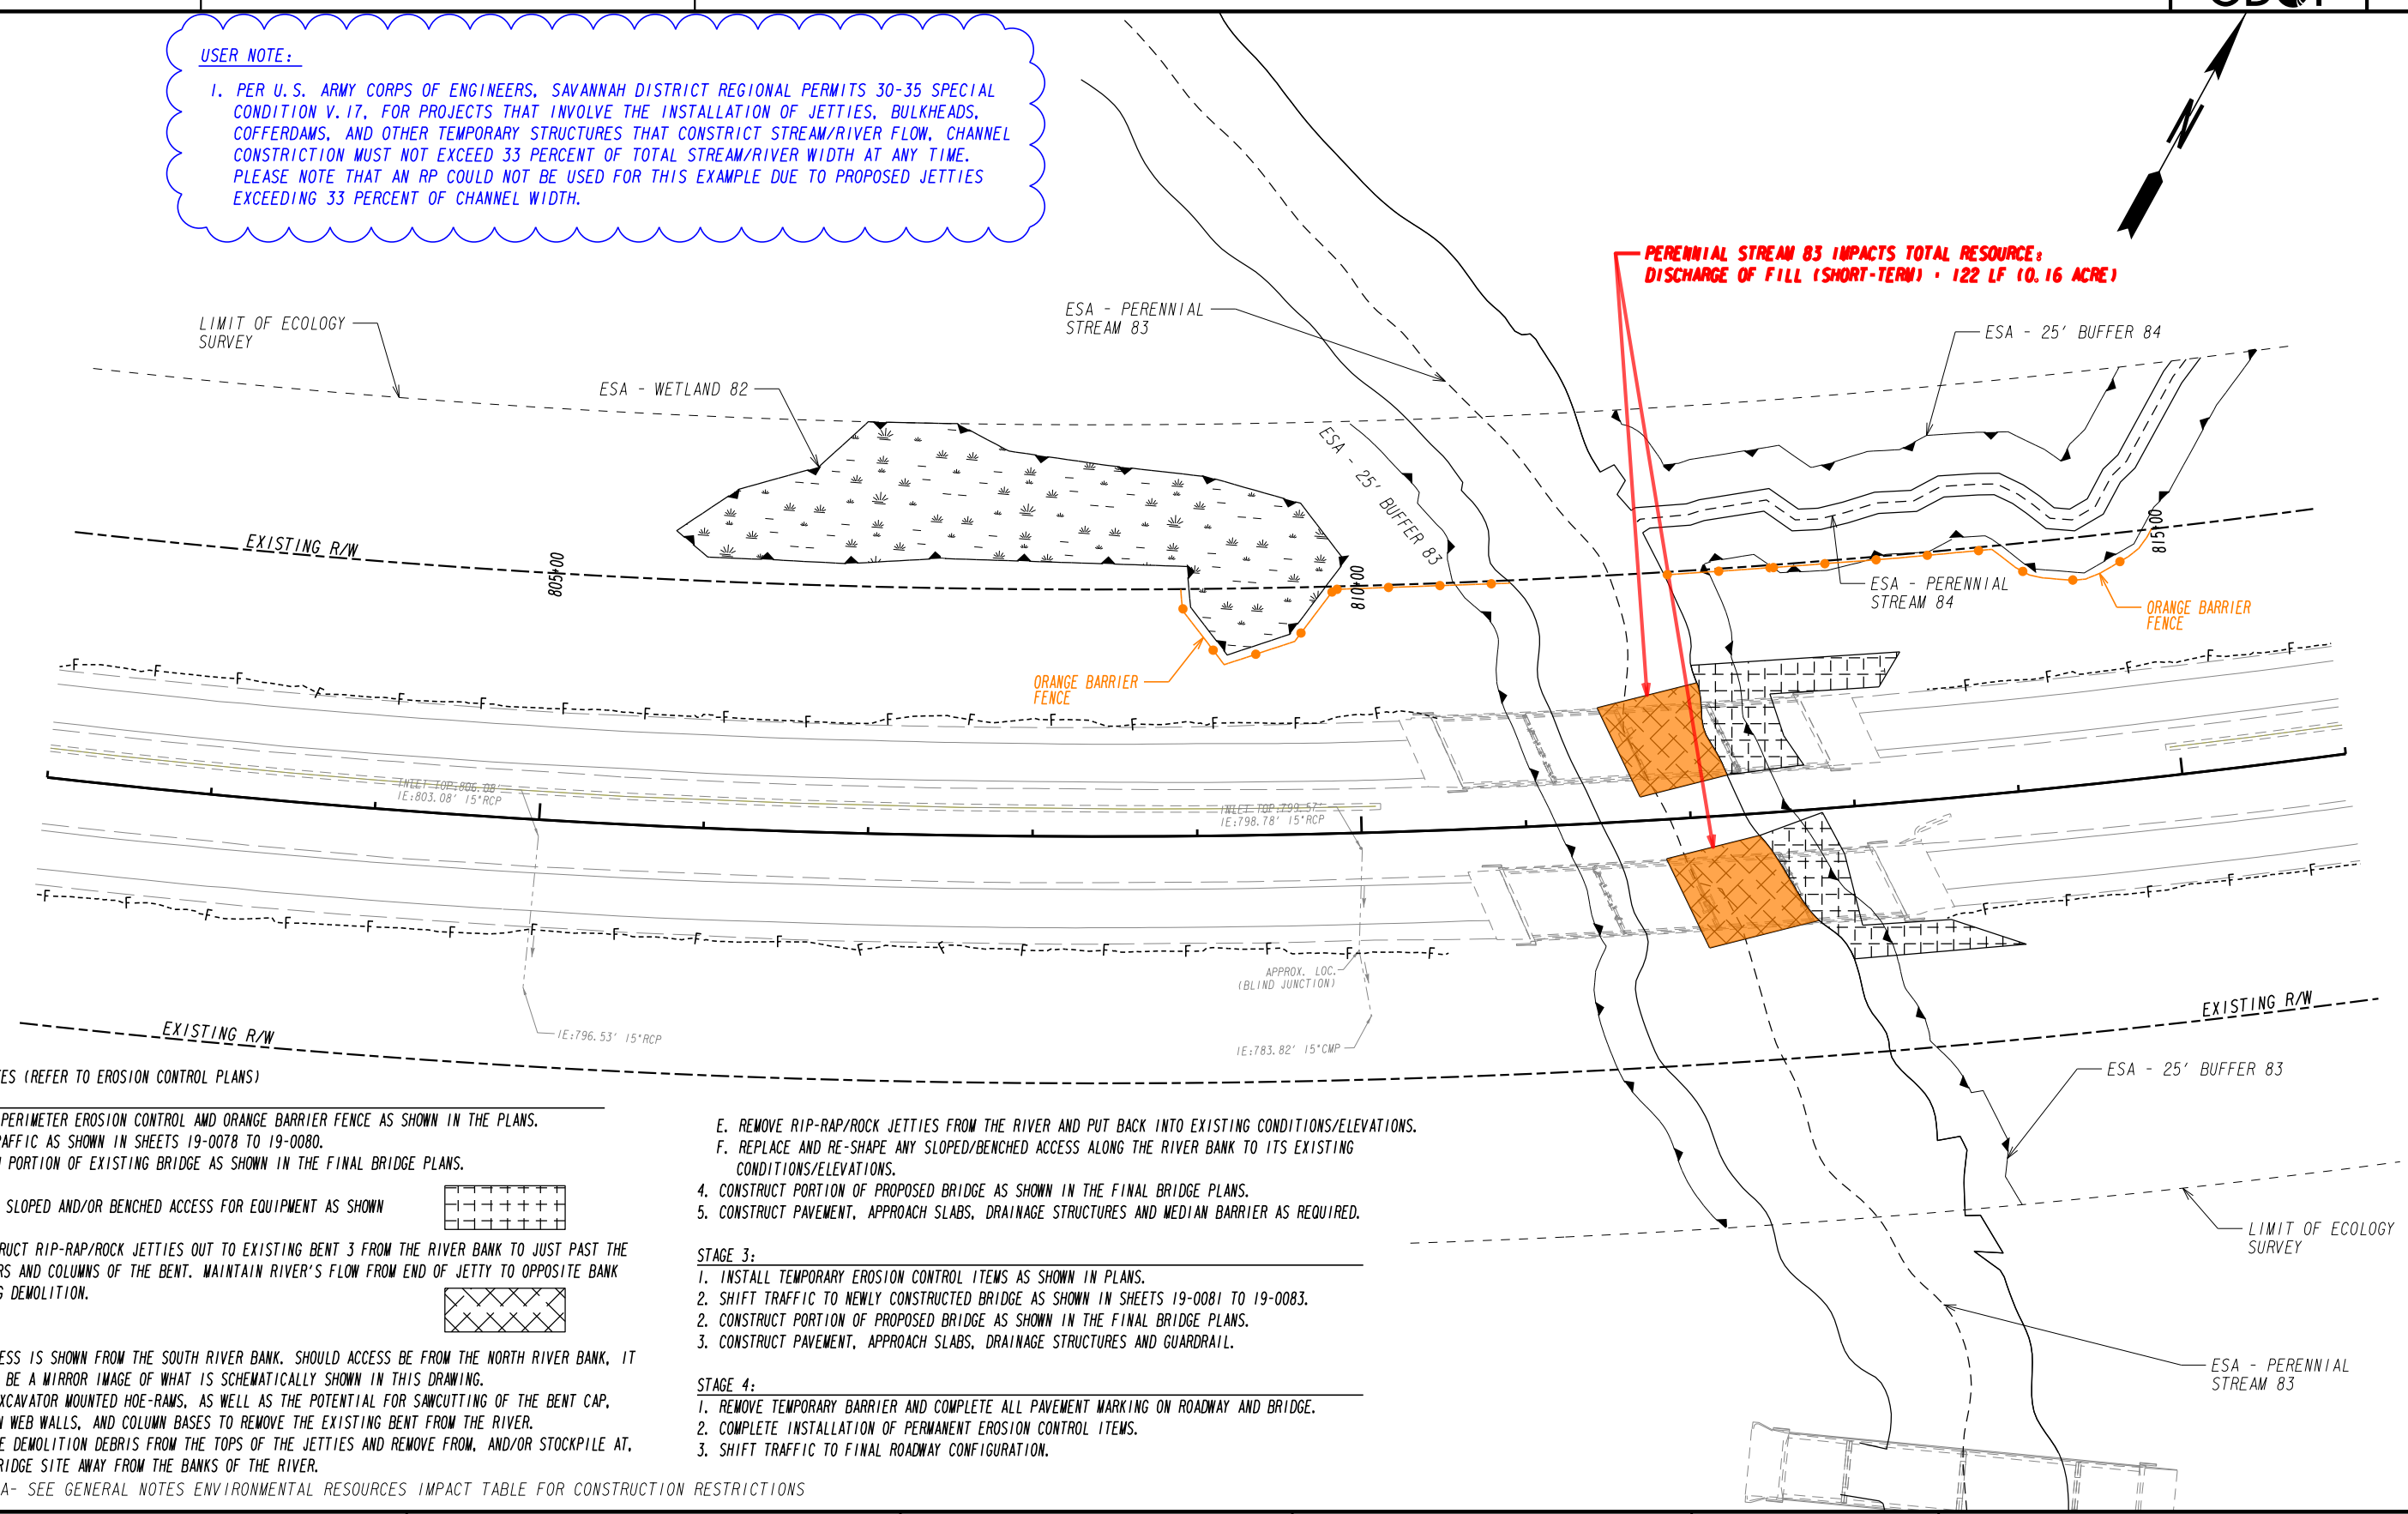 USER NOTE:
1. PER U.S. ARMY CORPS OF ENGINEERS, SAVANNAH DISTRICT REGIONAL PERMITS 30-35 SPECIAL
CONDITION V.17, FOR PROJECTS THAT INVOLVE THE INSTALLATION OF JETTIES, BULKHEADS,
COFFERDAMS, AND OTHER TEMPORARY STRUCTURES THAT CONSTRICT STREAM/RIVER FLOW, CHANNEL
CONSTRICTION MUST NOT EXCEED 33 PERCENT OF TOTAL STREAM/RIVER WIDTH AT ANY TIME.
PLEASE NOTE THAT AN RP COULD NOT BE USED FOR THIS EXAMPLE DUE TO PROPOSED JETTIES
EXCEEDING 33 PERCENT OF CHANNEL WIDTH.
N
PERENNIAL STREAM 83 IMPACTS TOTAL RESOURCE:
DISCHARGE OF FILL (SHORT-TERM) = 122 LF (0.16 ACRE)
LIMIT OF ECOLOGY
SURVEY
ESA - PERENNIAL
STREAM 83
ESA - 25' BUFFER 84
ESA - WETLAND 82
ESA - 25' BUFFER 83
EXISTING R/W
805+00
810+00
815+00
ESA - PERENNIAL
STREAM 84
ORANGE BARRIER
FENCE
ORANGE BARRIER
FENCE
INLET TOP:806.08'
IE:803.08' 15"RCP
INLET TOP:799.57'
IE:798.78' 15"RCP
APPROX. LOC.
(BLIND JUNCTION)
IE:796.53' 15"RCP
IE:783.82' 15"CMP
EXISTING R/W
EXISTING R/W
ESA - 25' BUFFER 83
LIMIT OF ECOLOGY
SURVEY
ESA - PERENNIAL
STREAM 83
ES (REFER TO EROSION CONTROL PLANS)
PERIMETER EROSION CONTROL AMD ORANGE BARRIER FENCE AS SHOWN IN THE PLANS.
AFFIC AS SHOWN IN SHEETS 19-0078 TO 19-0080.
PORTION OF EXISTING BRIDGE AS SHOWN IN THE FINAL BRIDGE PLANS.
SLOPED AND/OR BENCHED ACCESS FOR EQUIPMENT AS SHOWN
RUCT RIP-RAP/ROCK JETTIES OUT TO EXISTING BENT 3 FROM THE RIVER BANK TO JUST PAST THE
RS AND COLUMNS OF THE BENT. MAINTAIN RIVER'S FLOW FROM END OF JETTY TO OPPOSITE BANK
G DEMOLITION.
ESS IS SHOWN FROM THE SOUTH RIVER BANK. SHOULD ACCESS BE FROM THE NORTH RIVER BANK, IT
BE A MIRROR IMAGE OF WHAT IS SCHEMATICALLY SHOWN IN THIS DRAWING.
XCAVATOR MOUNTED HOE-RAMS, AS WELL AS THE POTENTIAL FOR SAWCUTTING OF THE BENT CAP,
N WEB WALLS, AND COLUMN BASES TO REMOVE THE EXISTING BENT FROM THE RIVER.
E DEMOLITION DEBRIS FROM THE TOPS OF THE JETTIES AND REMOVE FROM, AND/OR STOCKPILE AT,
RIDGE SITE AWAY FROM THE BANKS OF THE RIVER.
A- SEE GENERAL NOTES ENVIRONMENTAL RESOURCES IMPACT TABLE FOR CONSTRUCTION RESTRICTIONS
E. REMOVE RIP-RAP/ROCK JETTIES FROM THE RIVER AND PUT BACK INTO EXISTING CONDITIONS/ELEVATIONS.
F. REPLACE AND RE-SHAPE ANY SLOPED/BENCHED ACCESS ALONG THE RIVER BANK TO ITS EXISTING
CONDITIONS/ELEVATIONS.
4. CONSTRUCT PORTION OF PROPOSED BRIDGE AS SHOWN IN THE FINAL BRIDGE PLANS.
5. CONSTRUCT PAVEMENT, APPROACH SLABS, DRAINAGE STRUCTURES AND MEDIAN BARRIER AS REQUIRED.
STAGE 3:
1. INSTALL TEMPORARY EROSION CONTROL ITEMS AS SHOWN IN PLANS.
2. SHIFT TRAFFIC TO NEWLY CONSTRUCTED BRIDGE AS SHOWN IN SHEETS 19-0081 TO 19-0083.
2. CONSTRUCT PORTION OF PROPOSED BRIDGE AS SHOWN IN THE FINAL BRIDGE PLANS.
3. CONSTRUCT PAVEMENT, APPROACH SLABS, DRAINAGE STRUCTURES AND GUARDRAIL.
STAGE 4:
1. REMOVE TEMPORARY BARRIER AND COMPLETE ALL PAVEMENT MARKING ON ROADWAY AND BRIDGE.
2. COMPLETE INSTALLATION OF PERMANENT EROSION CONTROL ITEMS.
3. SHIFT TRAFFIC TO FINAL ROADWAY CONFIGURATION.